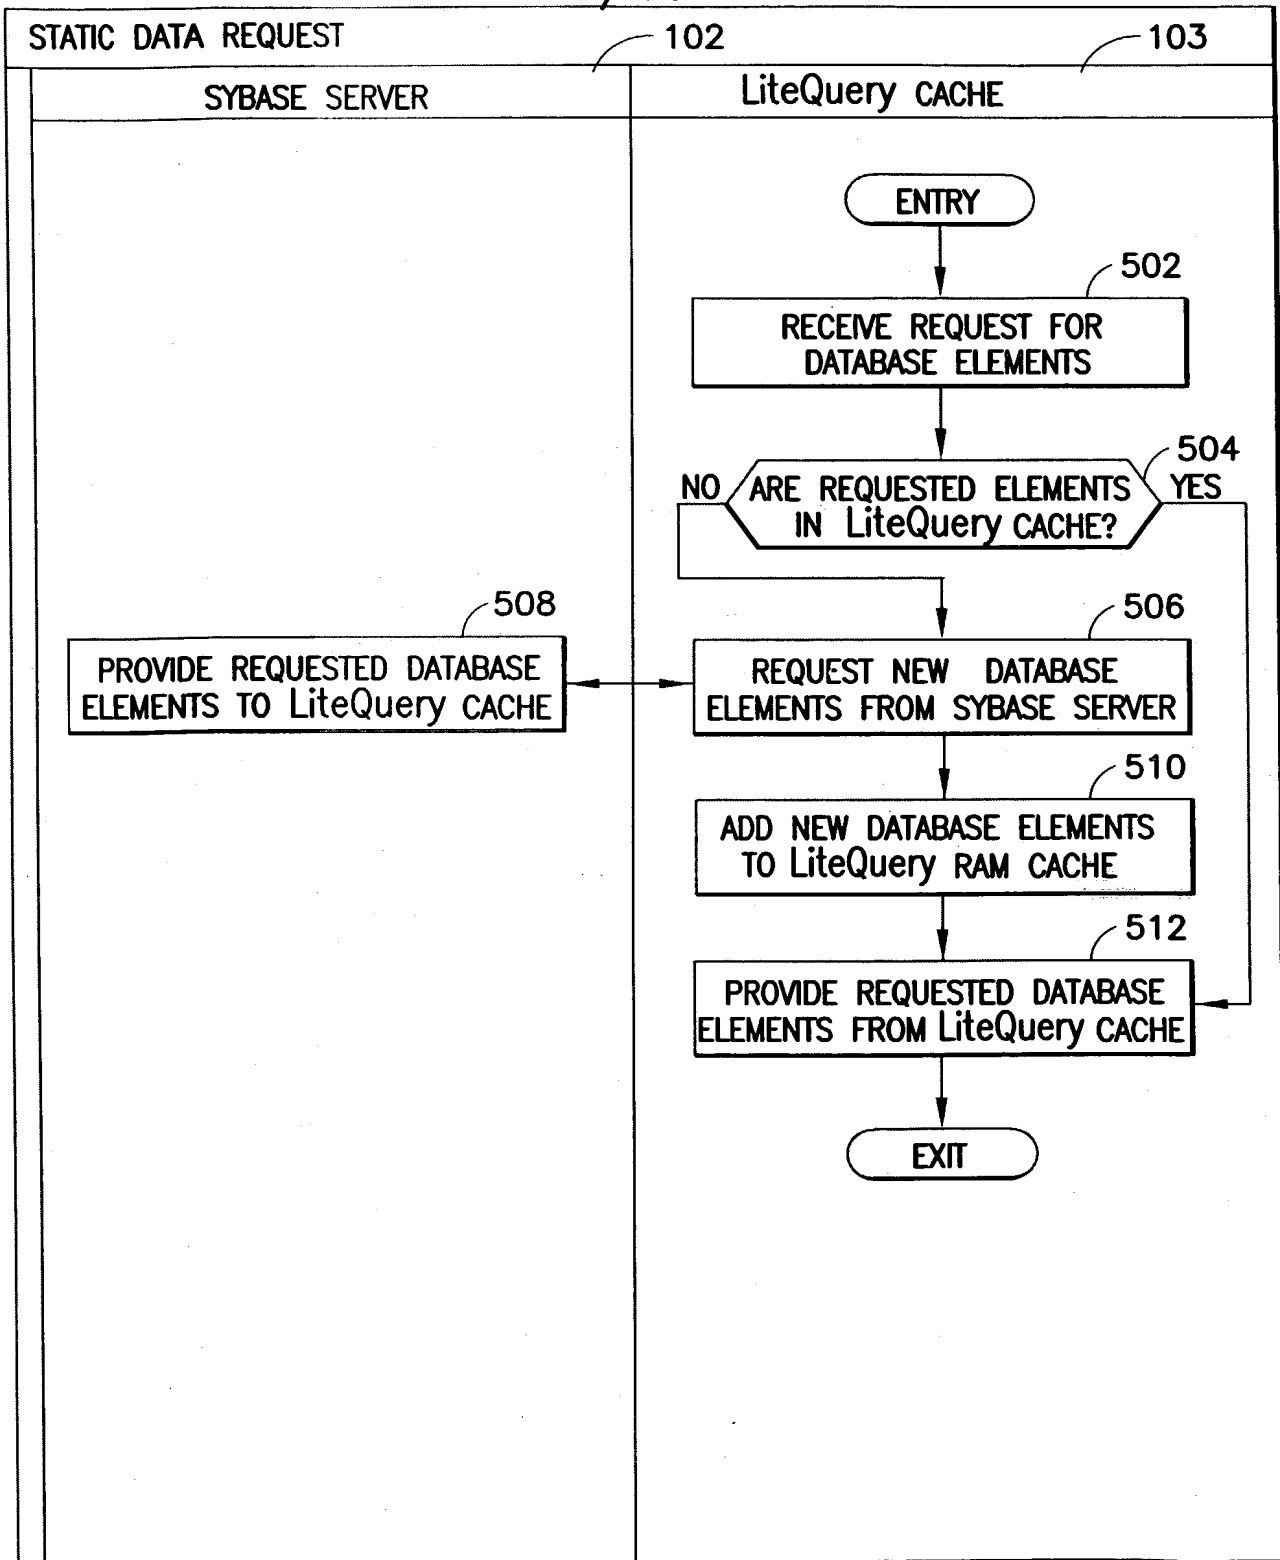 STATIC DATA REQUEST
102
103
SYBASE SERVER
LiteQuery CACHE
ENTRY
502
RECEIVE REQUEST FOR
DATABASE ELEMENTS
504
NO
ARE REQUESTED ELEMENTS
IN LiteQuery CACHE?
YES
508
PROVIDE REQUESTED DATABASE
ELEMENTS TO LiteQuery CACHE
506
REQUEST NEW DATABASE
ELEMENTS FROM SYBASE SERVER
510
ADD NEW DATABASE ELEMENTS
TO LiteQuery RAM CACHE
512
PROVIDE REQUESTED DATABASE
ELEMENTS FROM LiteQuery CACHE
EXIT